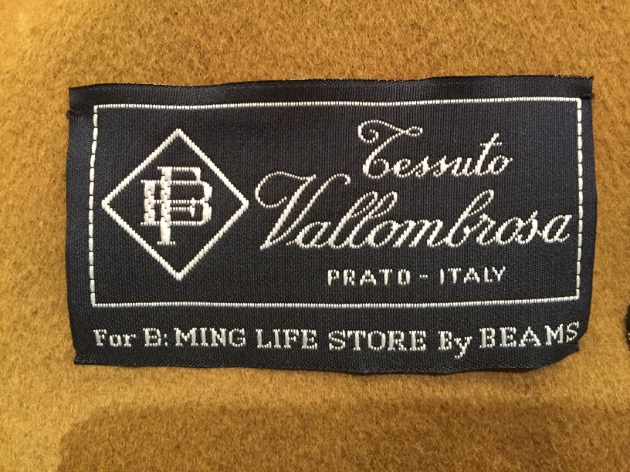 Tessuto
Vallombrosa
PRATO - ITALY
For B: MING LIFE STORE By BEAMS